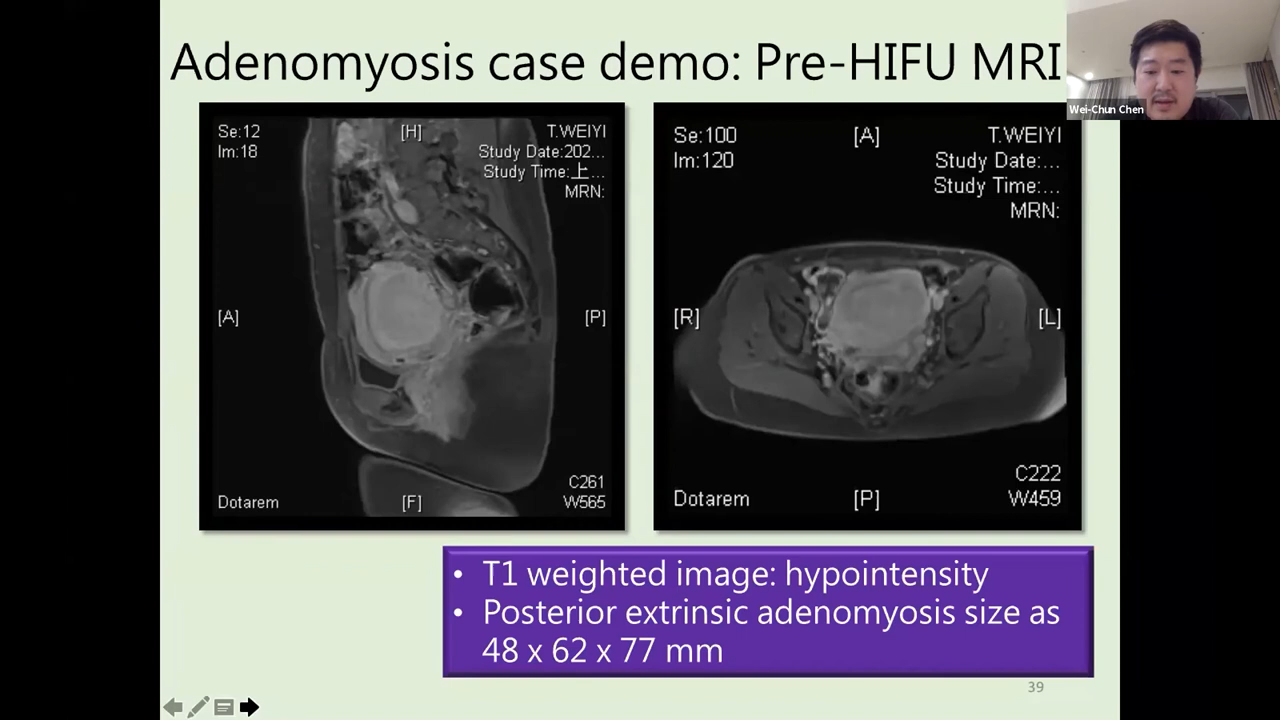 Adenomyosis case demo: Pre-HIFU MRI
Wei-Chun Chen
Se:12
Im:18
[H]
T.WEIYI
Study Date:202...
Study Time:上...
MRN:
[A]
[P]
Dotarem
[F]
C261
W565
Se:100
Im:120
[A]
T.WEIYI
Study Date:...
Study Time:...
MRN:
[R]
[L]
Dotarem
[P]
C222
W459
• T1 weighted image: hypointensity
• Posterior extrinsic adenomyosis size as
48 x 62 x 77 mm
39